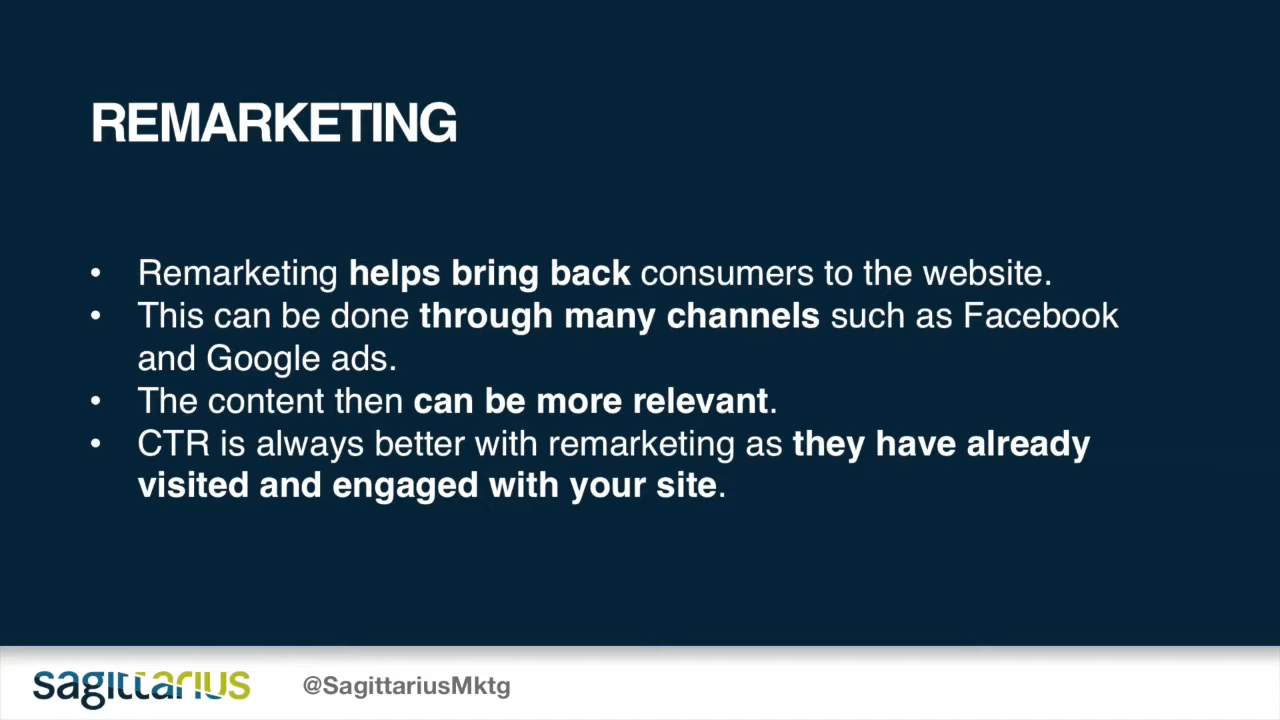 REMARKETING
• Remarketing helps bring back consumers to the website.
• This can be done through many channels such as Facebook
and Google ads.
• The content then can be more relevant.
• CTR is always better with remarketing as they have already
visited and engaged with your site.
sagittarius @SagittariusMktg